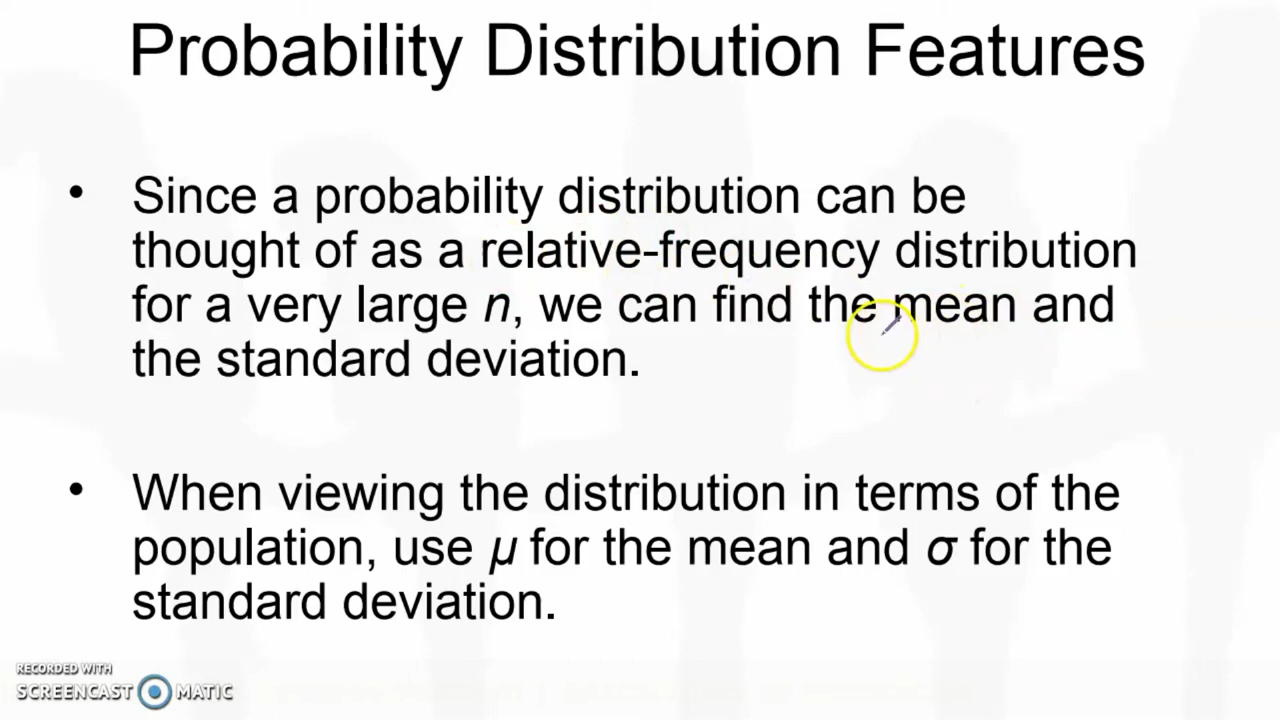 Probability Distribution Features
• Since a probability distribution can be
thought of as a relative-frequency distribution
for a very large n, we can find the mean and
the standard deviation.
• When viewing the distribution in terms of the
population, use μ for the mean and σ for the
standard deviation.
RECORDED WITH
SCREENCAST MATIC